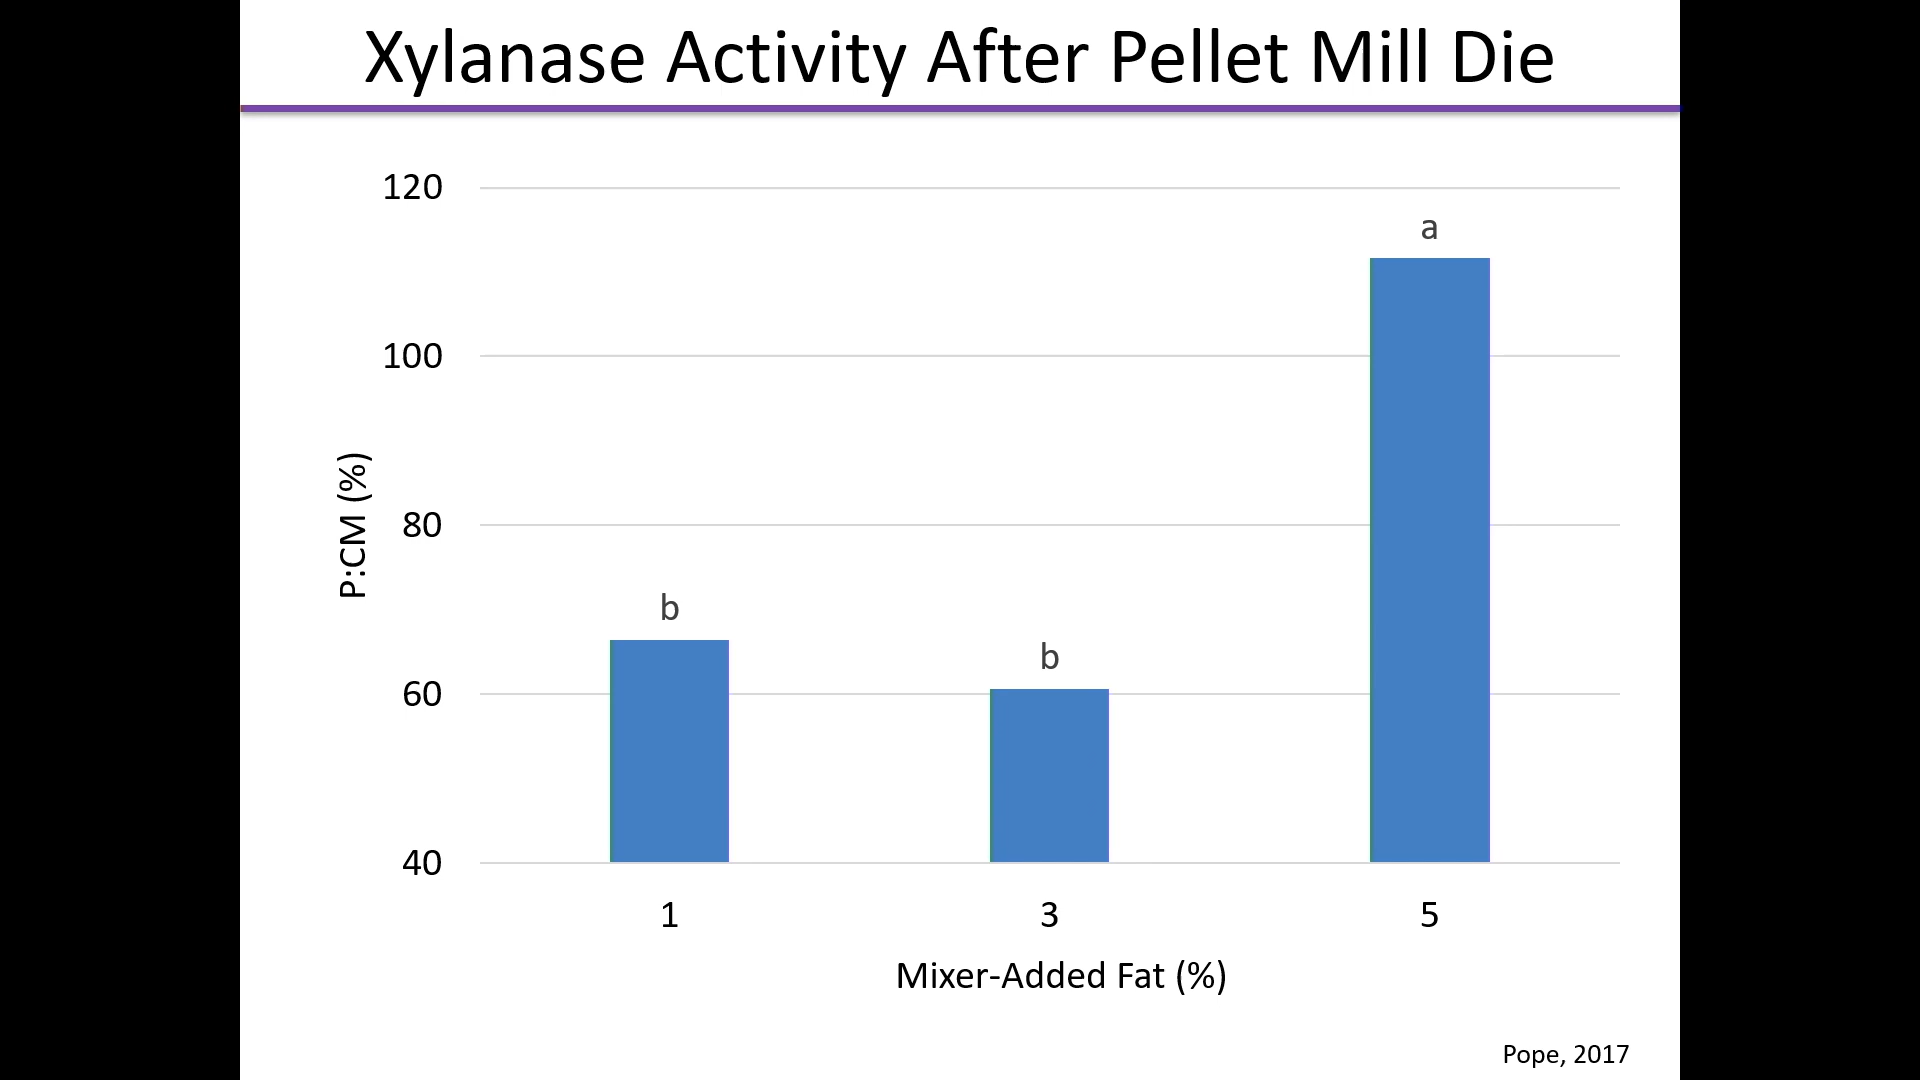 Xylanase Activity After Pellet Mill Die
120
100
80
60
40
P:CM (%)
b
b
a
1
3
5
Mixer-Added Fat (%)
Pope, 2017